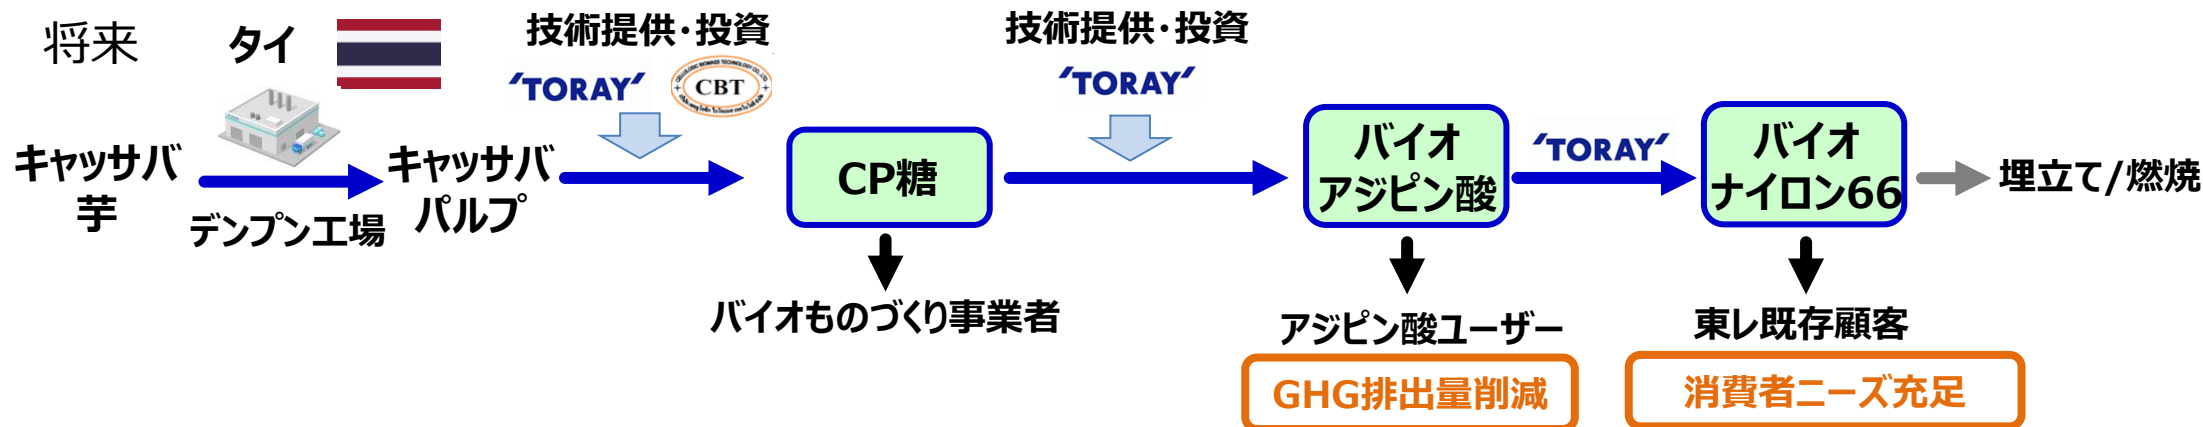 将来
タイ
技術提供・投資
'TORAY'
CBT
技術提供・投資
'TORAY'
キャッサバ
芋
デンプン工場
キャッサバ
パルプ
CP糖
バイオ
アジピン酸
'TORAY'
バイオ
ナイロン66
埋立て/燃焼
バイオものづくり事業者
アジピン酸ユーザー
東レ既存顧客
GHG排出量削減
消費者ニーズ充足